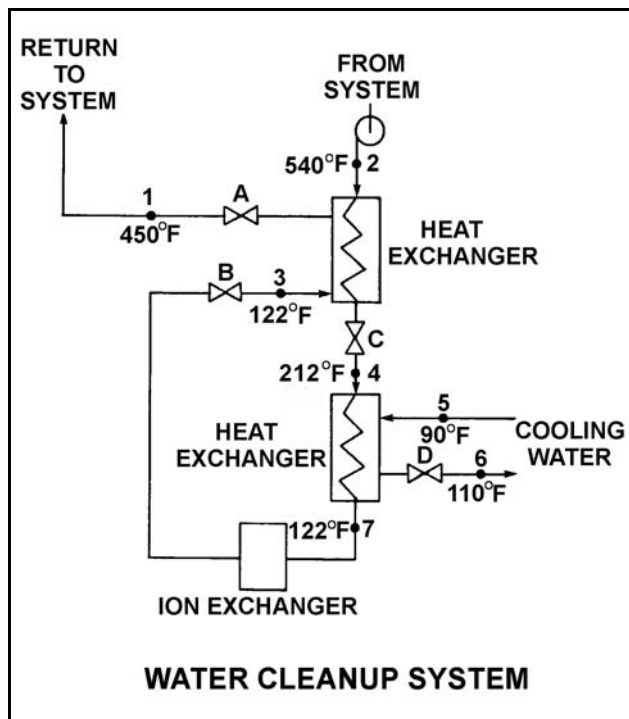 RETURN
TO
SYSTEM
FROM
SYSTEM
540°F
2
1
A
450°F
HEAT
EXCHANGER
B
3
122°F
C
212°F
4
HEAT
EXCHANGER
5
90°F
COOLING
WATER
D
6
110°F
122°F
7
ION EXCHANGER
WATER CLEANUP SYSTEM